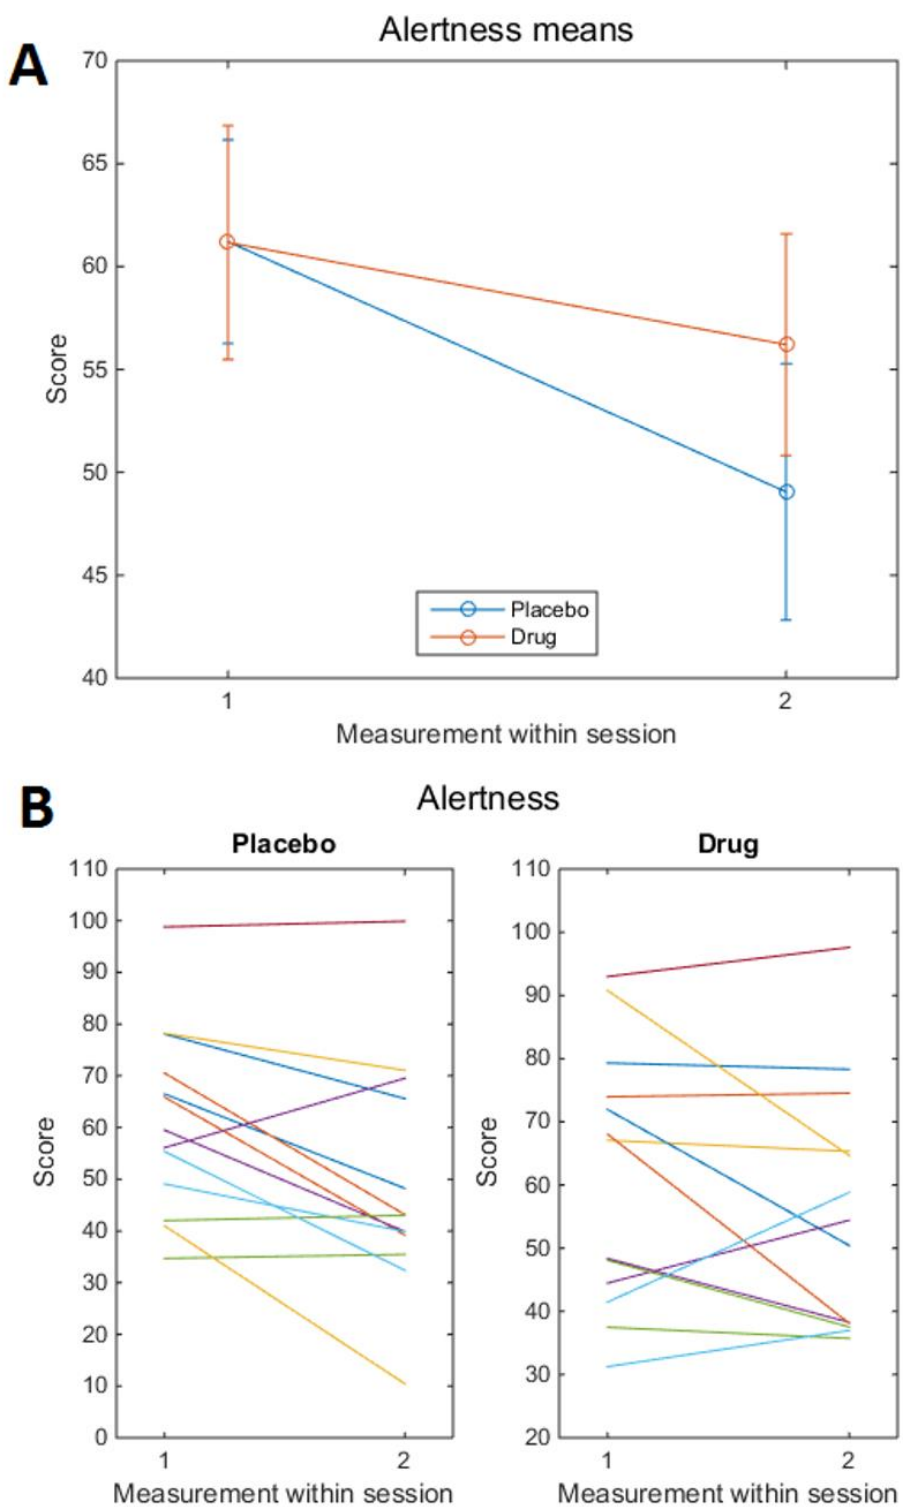 A
Alertness means
70
65
60
55
50
45
40
Score
Placebo
Drug
1 2
Measurement within session
B
Alertness
Placebo
110
100
90
80
70
60
50
40
30
20
10
0
Score
1 2
Measurement within session
Drug
110
100
90
80
70
60
50
40
30
20
Score
1 2
Measurement within session